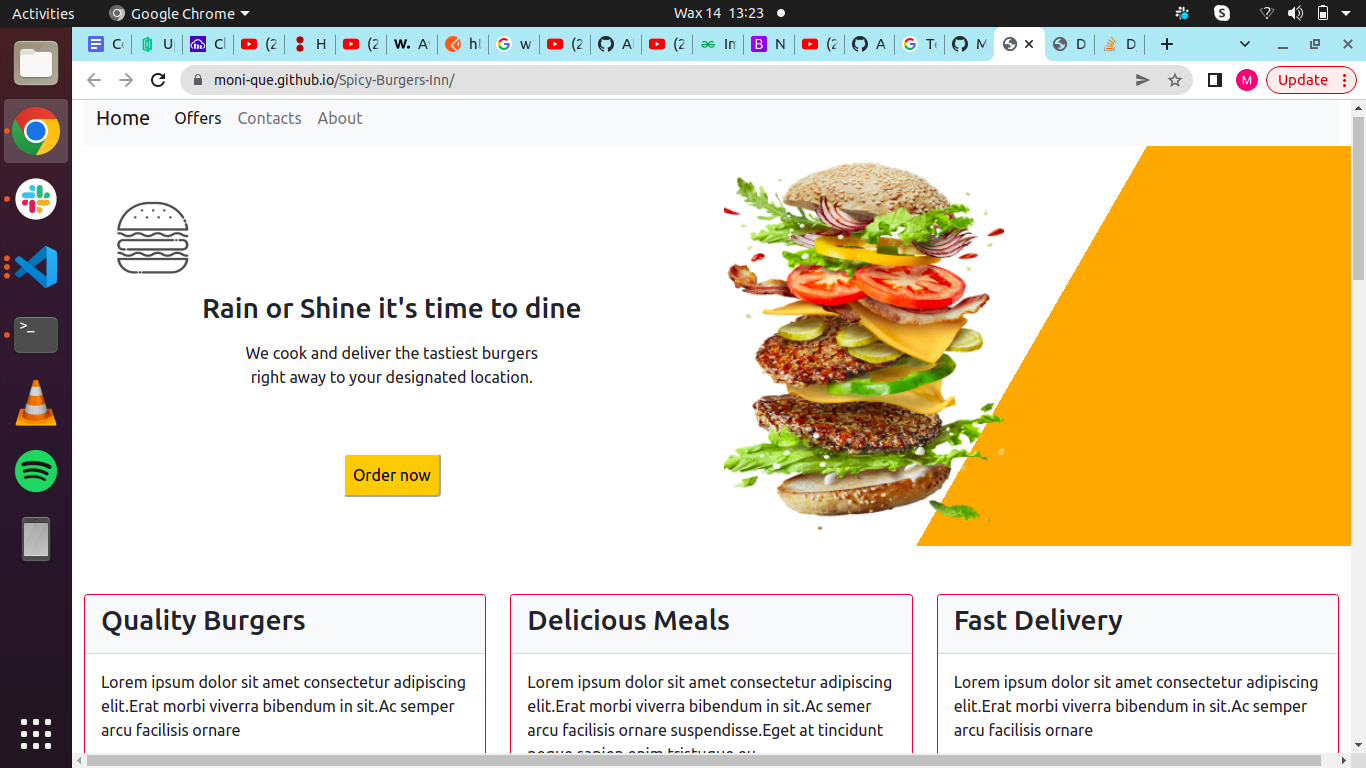 Activities
Google Chrome
Wax 14 13:23
S
Co
U
Cl
(2
H
(2
W. A
hl
w
(2
A
(2
In
B N
(2
A
To
M
D
D
moni-que.github.io/Spicy-Burgers-Inn/
M
Update
Home
Offers
Contacts
About
Rain or Shine it's time to dine
We cook and deliver the tastiest burgers
right away to your designated location.
Order now
Quality Burgers
Lorem ipsum dolor sit amet consectetur adipiscing
elit.Erat morbi viverra bibendum in sit.Ac semper
arcu facilisis ornare
Delicious Meals
Lorem ipsum dolor sit amet consectetur adipiscing
elit.Erat morbi viverra bibendum in sit.Ac semer
arcu facilisis ornare suspendisse.Eget at tincidunt
Fast Delivery
Lorem ipsum dolor sit amet consectetur adipiscing
elit.Erat morbi viverra bibendum in sit.Ac semper
arcu facilisis ornare